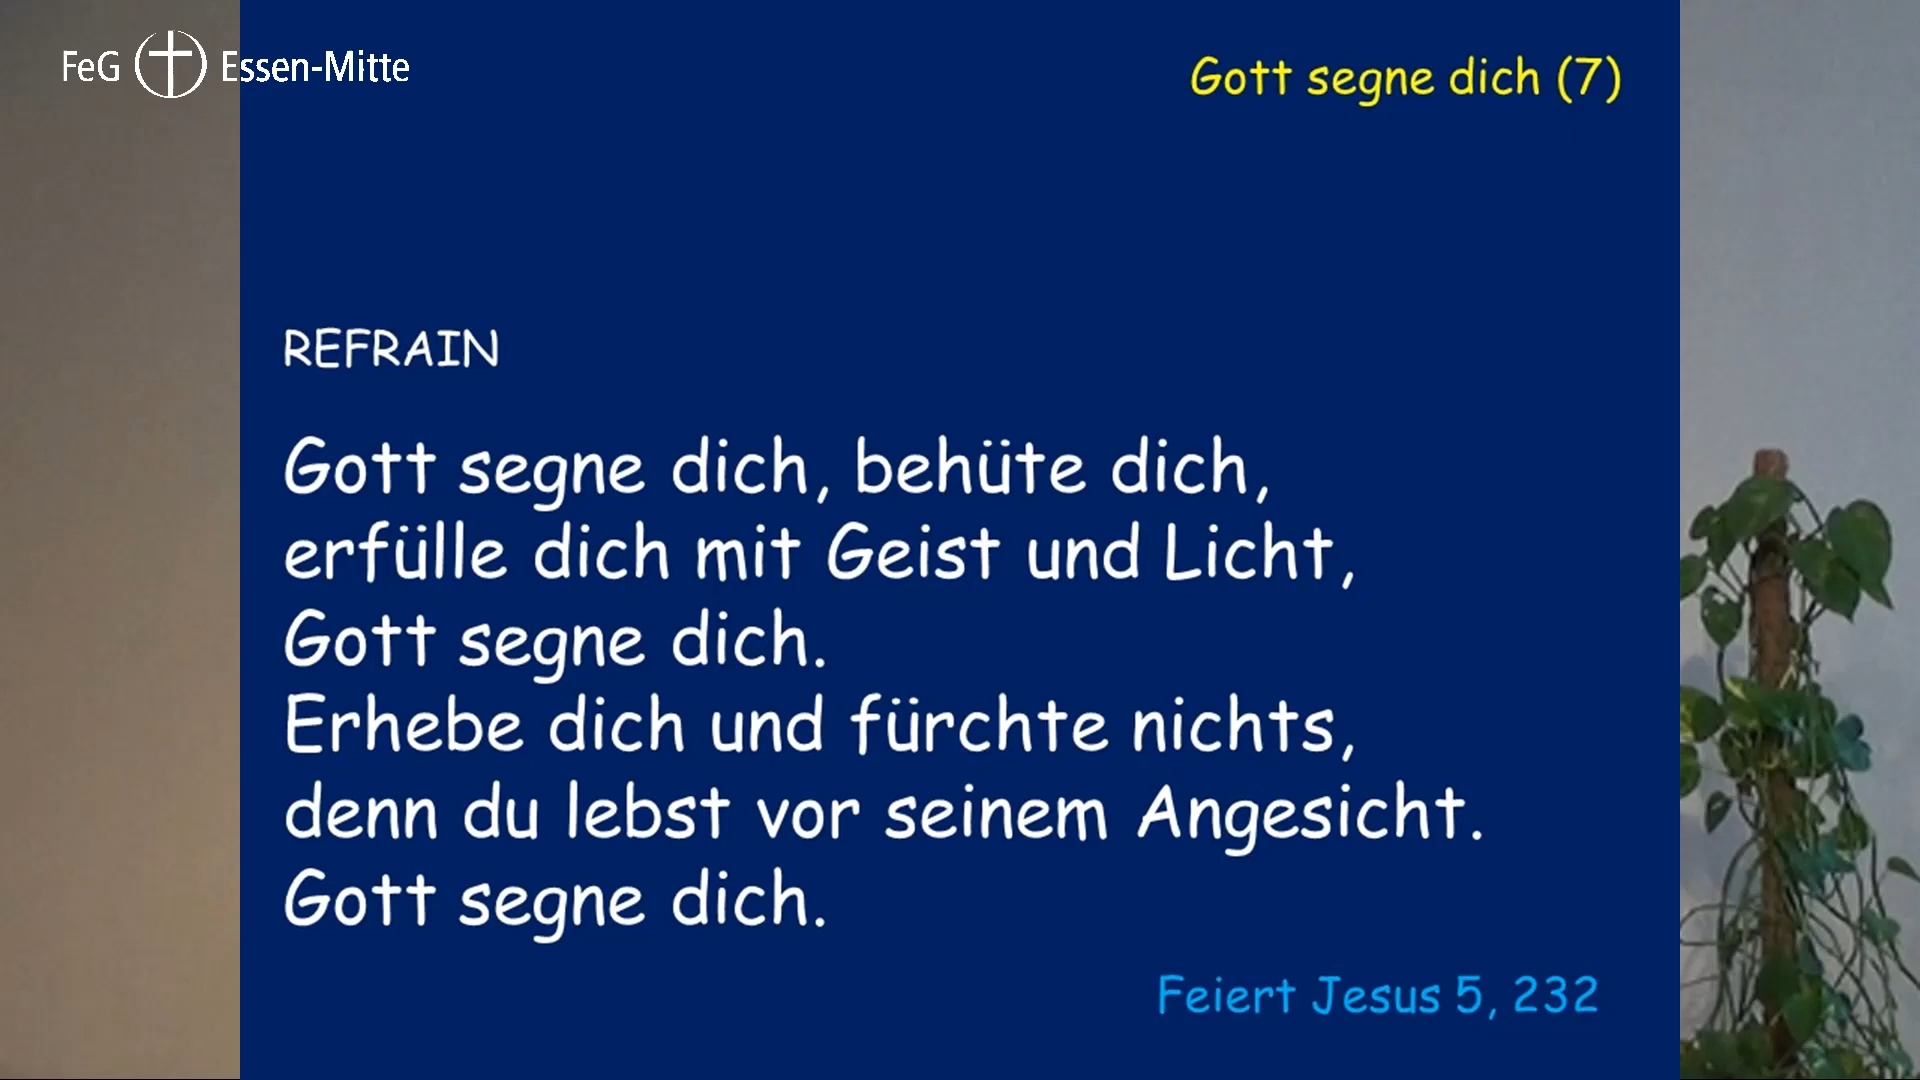 FeG Essen-Mitte
Gott segne dich (7)
REFRAIN
Gott segne dich, behüte dich,
erfülle dich mit Geist und Licht,
Gott segne dich.
Erhebe dich und fürchte nichts,
denn du lebst vor seinem Angesicht.
Gott segne dich.
Feiert Jesus 5, 232